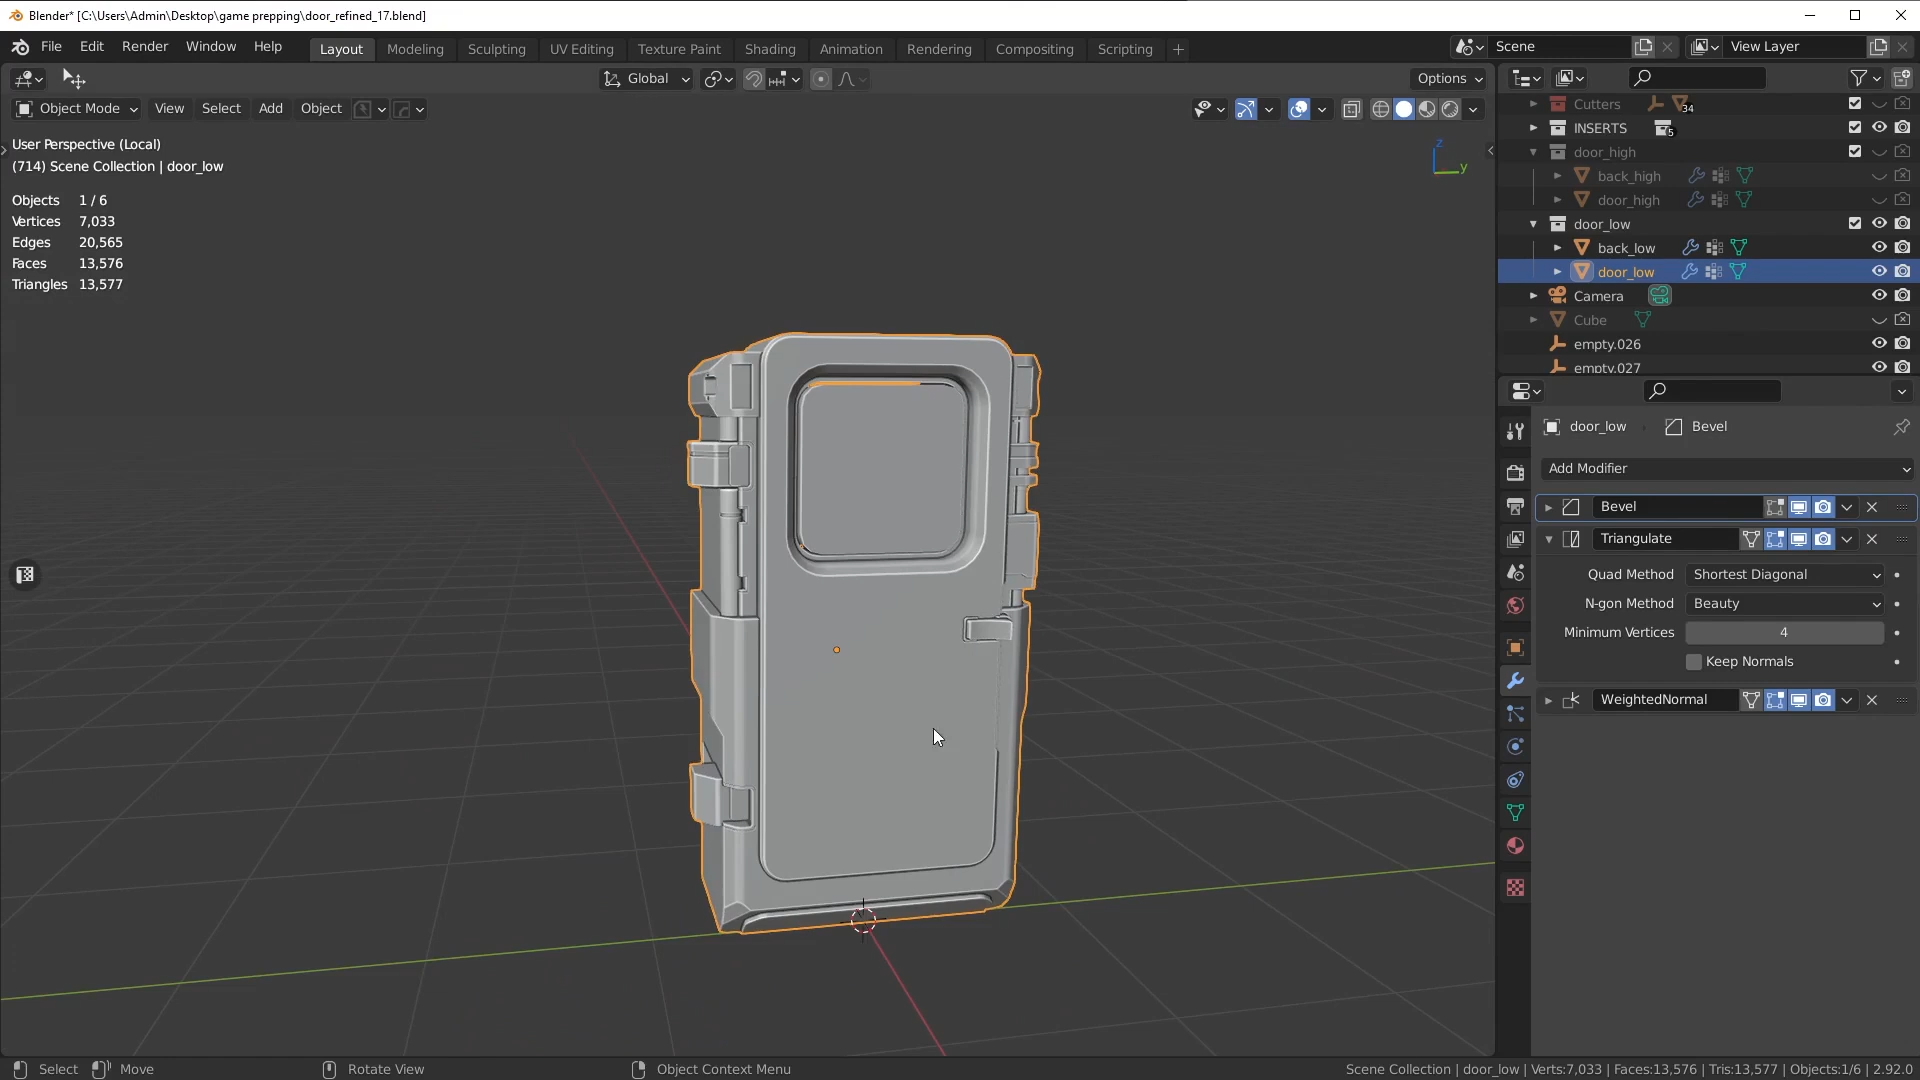 Blender* [C:\Users\Admin\Desktop\game prepping\door_refined_17.blend]
File Edit Render Window Help
Layout Modeling Sculpting UV Editing Texture Paint Shading Animation Rendering Compositing Scripting +
Scene
View Layer
Global
Options
Object Mode View Select Add Object
User Perspective (Local)
(714) Scene Collection | door_low
Objects 1 / 6
Vertices 7,033
Edges 20,565
Faces 13,576
Triangles 13,577
z
y
Cutters 34
INSERTS 5
door_high
back_high
door_high
door_low
back_low
door_low
Camera
Cube
empty.026
empty.027
door_low Bevel
Add Modifier
Bevel
Triangulate
Quad Method Shortest Diagonal
N-gon Method Beauty
Minimum Vertices 4
Keep Normals
WeightedNormal
Select Move Rotate View Object Context Menu
Scene Collection | door_low | Verts:7,033 | Faces:13,576 | Tris:13,577 | Objects:1/6 | 2.92.0